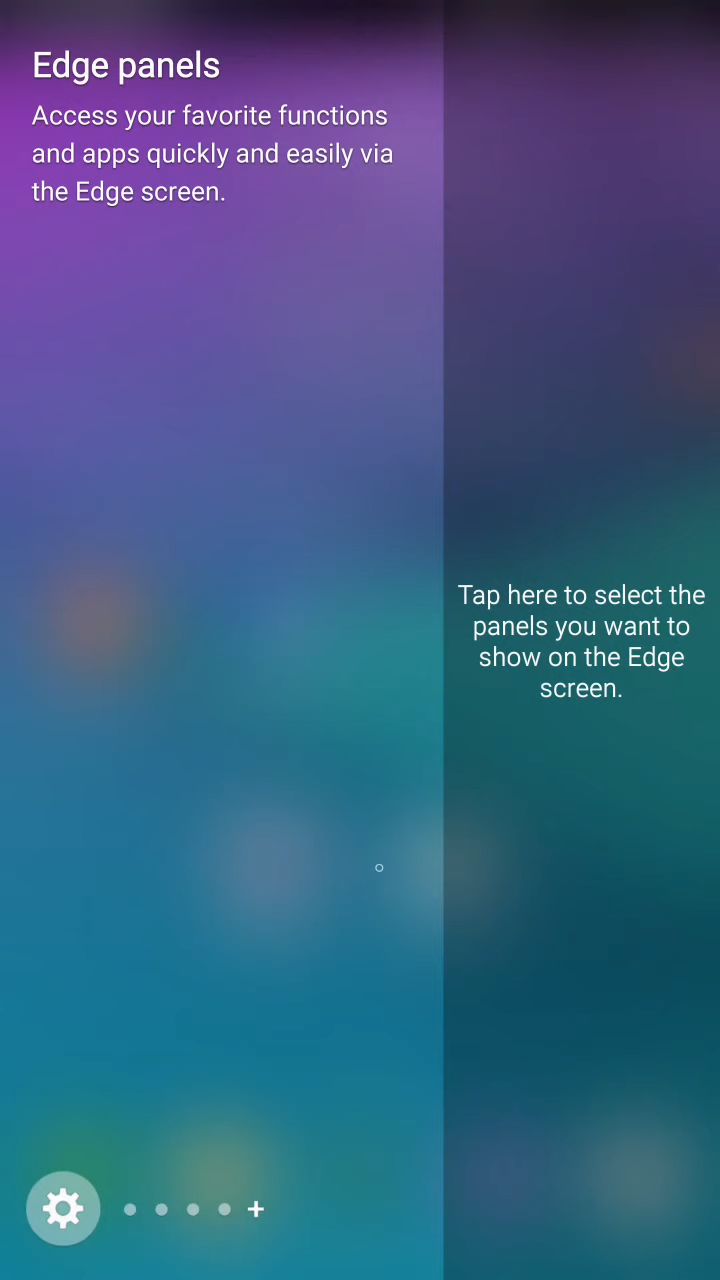 Edge panels
Access your favorite functions
and apps quickly and easily via
the Edge screen.
Tap here to select the
panels you want to
show on the Edge
screen.